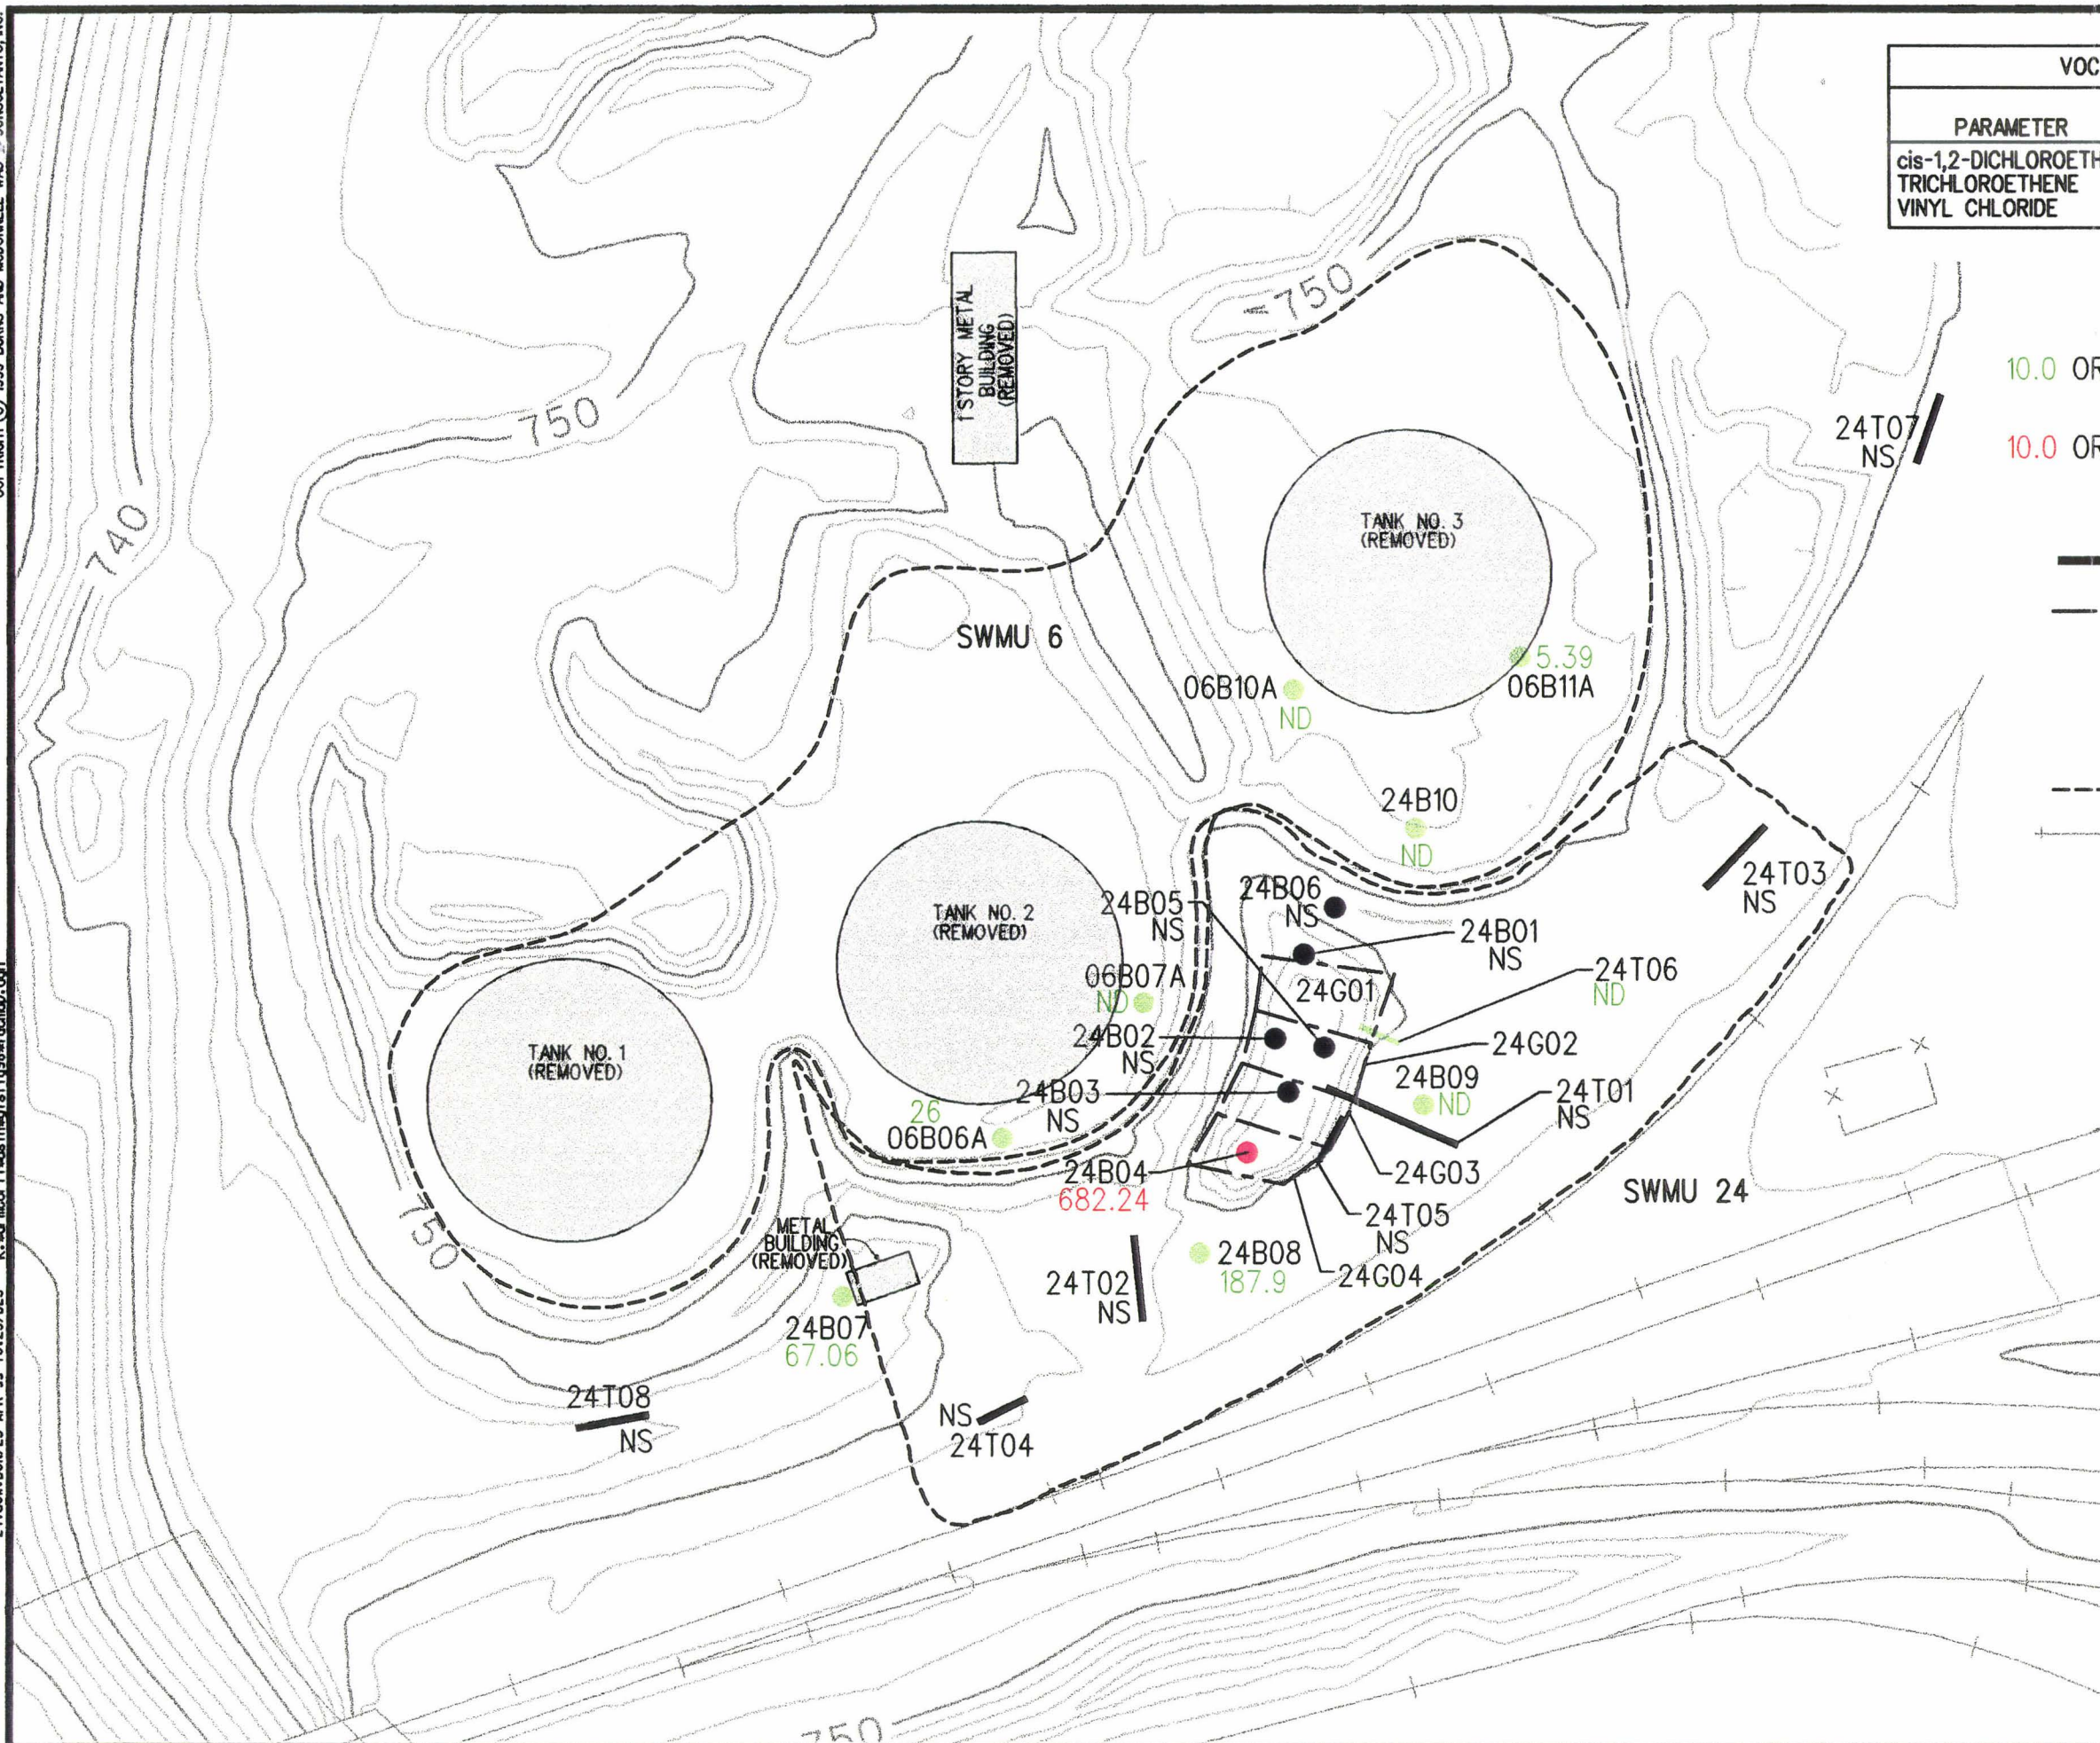 VOC
PARAMETER
cis-1,2-DICHLOROETH
TRICHLOROETHENE
VINYL CHLORIDE
750
10.0 OR
10.0 OR
1 STORY METAL
BUILDING
(REMOVED)
750
24T07
NS
740
TANK NO. 3
(REMOVED)
SWMU 6
5.39
06B11A
06B10A
ND
24B10
ND
24T03
NS
TANK NO. 2
(REMOVED)
24B05
NS
24B06
NS
24B01
NS
24T06
ND
06B07A
ND
24G01
24B02
NS
24G02
TANK NO. 1
(REMOVED)
24B03
NS
24B09
ND
24T01
NS
26
06B06A
24B04
682.24
24G03
SWMU 24
24T05
NS
750
METAL
BUILDING
(REMOVED)
24B08
187.9
24T02
NS
24G04
24B07
67.06
24T08
NS
NS
24T04
750